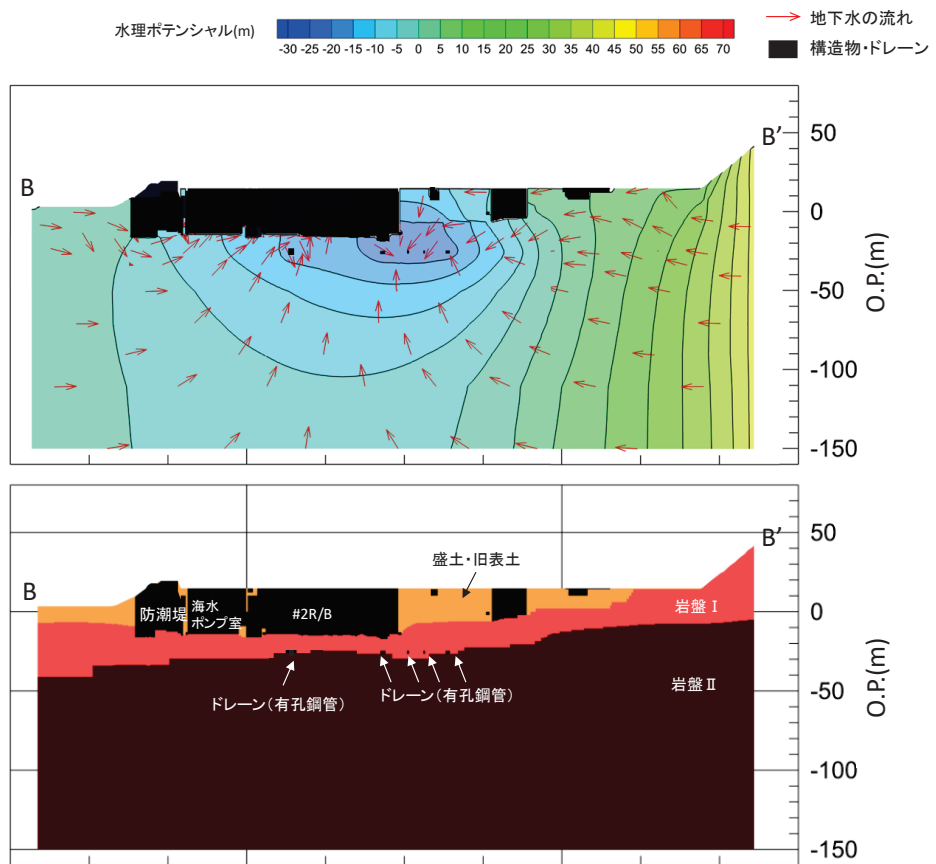 水理ポテンシャル(m)
-30 -25 -20 -15 -10 -5 0 5 10 15 20 25 30 35 40 45 50 55 60 65 70
地下水の流れ
構造物・ドレーン
B
B’
50
0
-50
-100
-150
O.P.(m)
B
B’
50
0
-50
-100
-150
O.P.(m)
盛土・旧表土
防潮堤
海水
ポンプ室
#2R/B
岩盤Ⅰ
岩盤Ⅱ
ドレーン(有孔鋼管)
ドレーン(有孔鋼管)